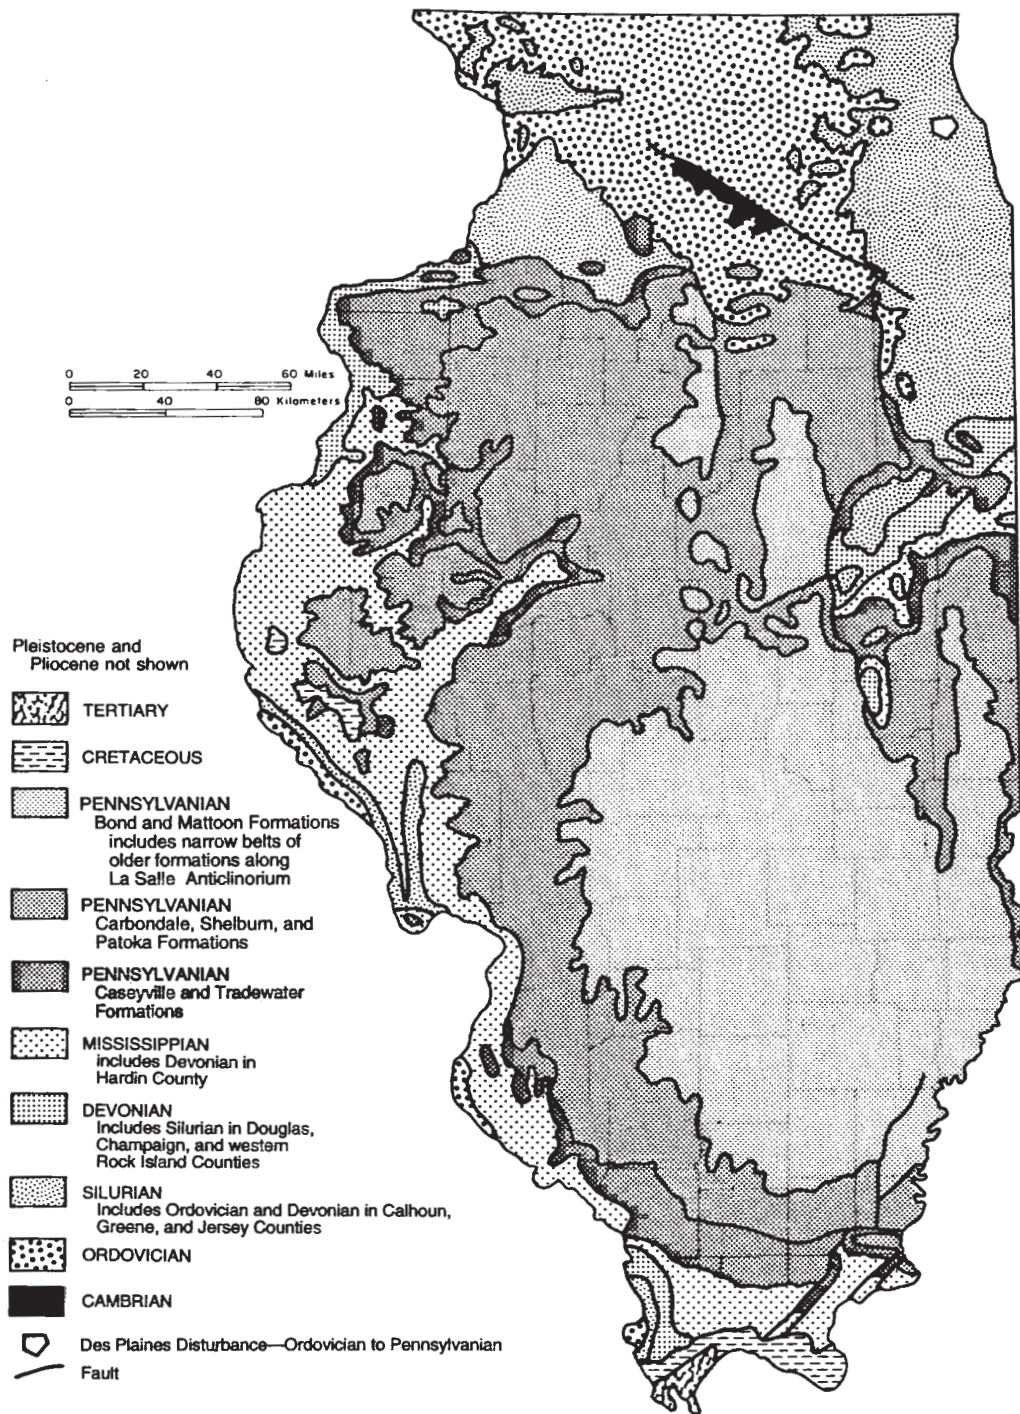 0 20 40 60 Miles
0 40 80 Kilometers
Pleistocene and
Pliocene not shown
TERTIARY
CRETACEOUS
PENNSYLVANIAN
Bond and Mattoon Formations
includes narrow belts of
older formations along
La Salle Anticlinorium
PENNSYLVANIAN
Carbondale, Shelburn, and
Patoka Formations
PENNSYLVANIAN
Caseyville and Tradewater
Formations
MISSISSIPPIAN
includes Devonian in
Hardin County
DEVONIAN
Includes Silurian in Douglas,
Champaign, and western
Rock Island Counties
SILURIAN
Includes Ordovician and Devonian in Calhoun,
Greene, and Jersey Counties
ORDOVICIAN
CAMBRIAN
Des Plaines Disturbance—Ordovician to Pennsylvanian
Fault